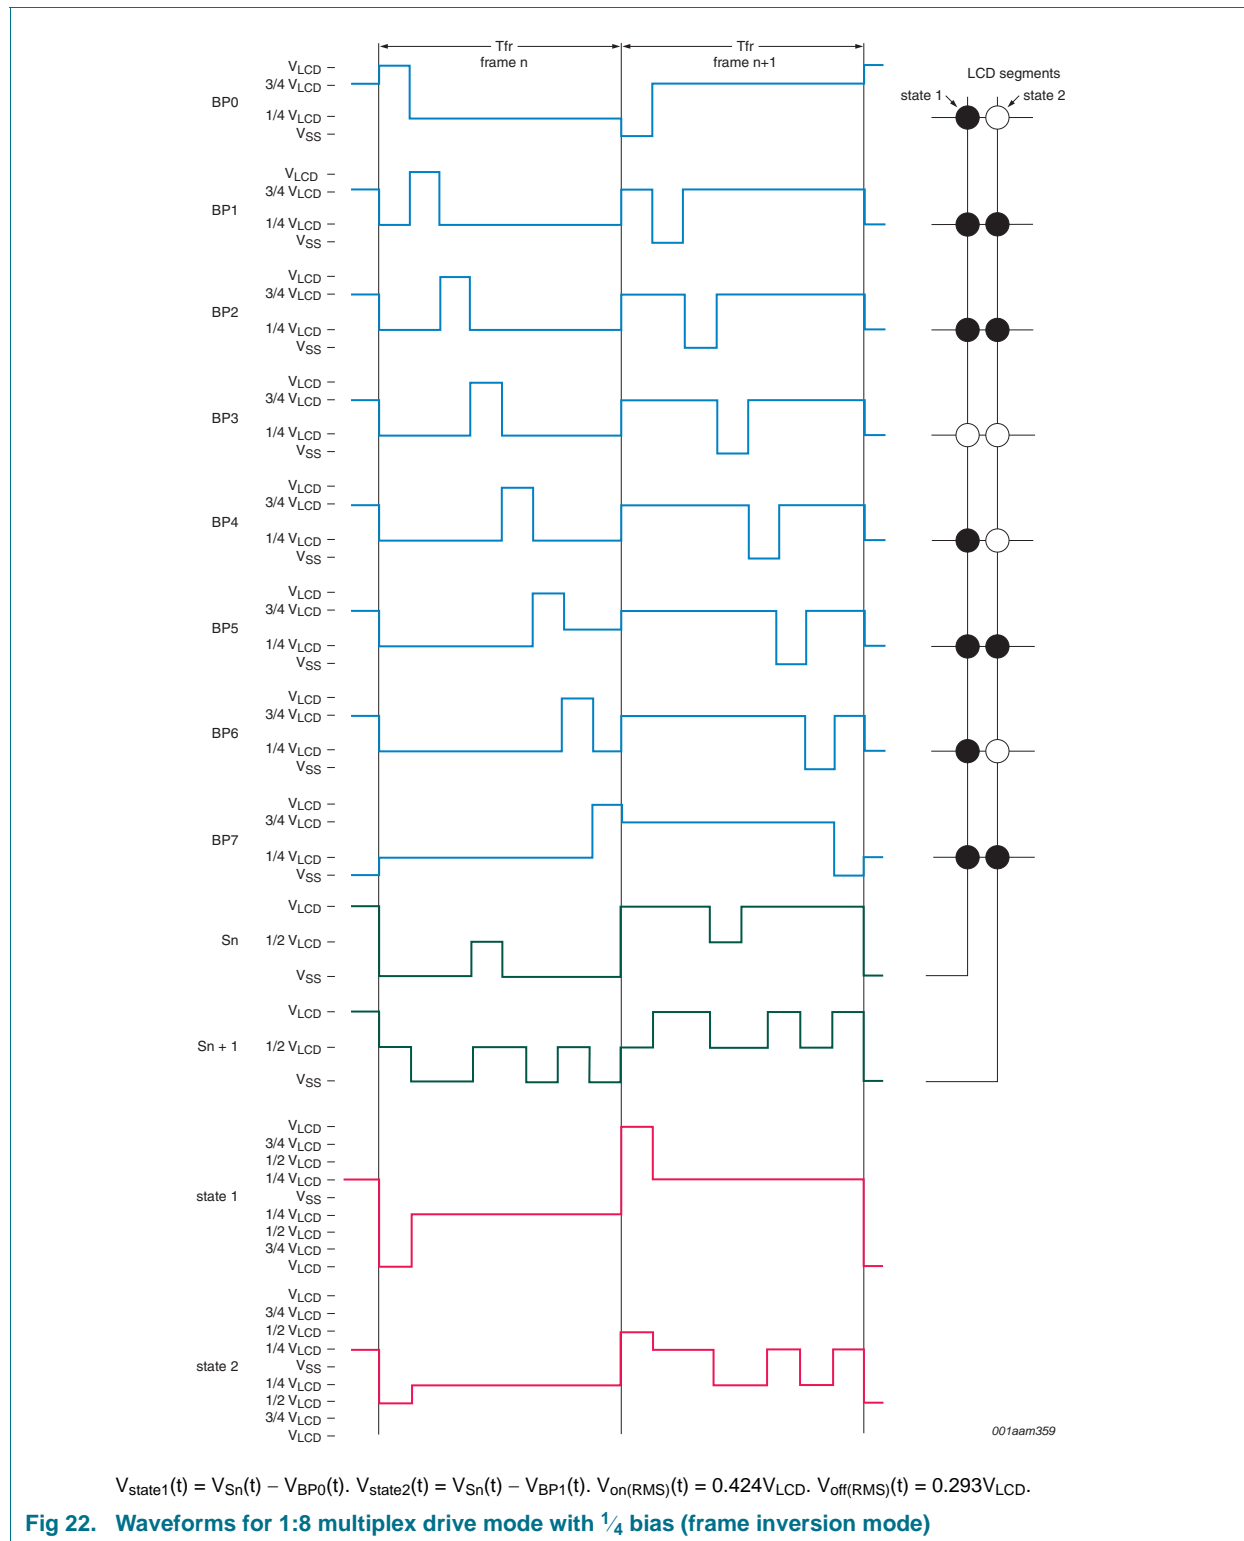 Tfr
Tfr
frame n
frame n+1
LCD segments
state 1
state 2
BP0
VLCD
3/4 VLCD
1/4 VLCD
VSS
BP1
VLCD
3/4 VLCD
1/4 VLCD
VSS
BP2
VLCD
3/4 VLCD
1/4 VLCD
VSS
BP3
VLCD
3/4 VLCD
1/4 VLCD
VSS
BP4
VLCD
3/4 VLCD
1/4 VLCD
VSS
BP5
VLCD
3/4 VLCD
1/4 VLCD
VSS
BP6
VLCD
3/4 VLCD
1/4 VLCD
VSS
BP7
VLCD
3/4 VLCD
1/4 VLCD
VSS
Sn
VLCD
1/2 VLCD
VSS
Sn + 1
VLCD
1/2 VLCD
VSS
state 1
VLCD
3/4 VLCD
1/2 VLCD
1/4 VLCD
VSS
1/4 VLCD
1/2 VLCD
3/4 VLCD
VLCD
state 2
VLCD
3/4 VLCD
1/2 VLCD
1/4 VLCD
VSS
1/4 VLCD
1/2 VLCD
3/4 VLCD
VLCD
001aam359
Vstate1(t) = VSn(t) − VBP0(t). Vstate2(t) = VSn(t) − VBP1(t). Von(RMS)(t) = 0.424VLCD. Voff(RMS)(t) = 0.293VLCD.
Fig 22. Waveforms for 1:8 multiplex drive mode with 1⁄4 bias (frame inversion mode)